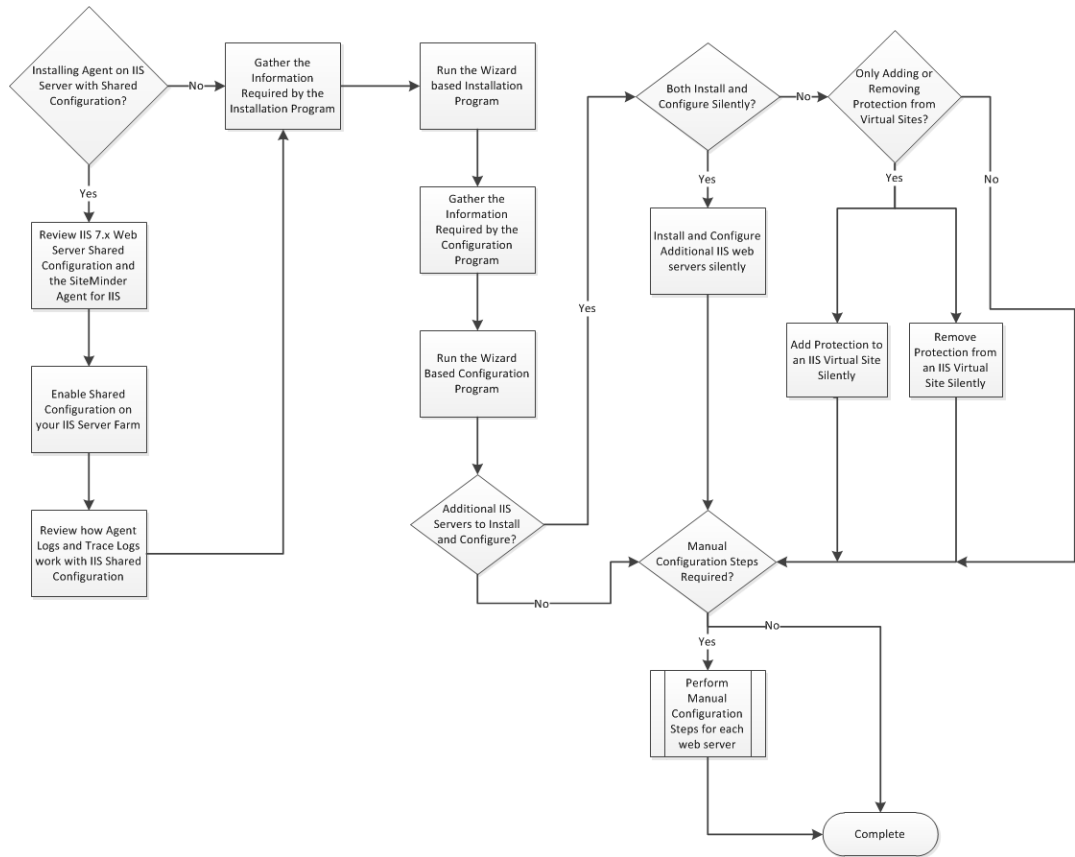 Installing Agent on IIS
Server with Shared
Configuration?
No
Yes
Review IIS 7.x Web
Server Shared
Configuration and
the SiteMinder
Agent for IIS
Enable Shared
Configuration on
your IIS Server Farm
Review how Agent
Logs and Trace Logs
work with IIS Shared
Configuration
Gather the
Information
Required by the
Installation Program
Run the Wizard
based Installation
Program
Gather the
Information
Required by the
Configuration
Program
Run the Wizard
Based Configuration
Program
Additional IIS
Servers to Install
and Configure?
Yes
No
Both Install and
Configure Silently?
No
Yes
Install and Configure
Additional IIS web
servers silently
Only Adding or
Removing
Protection from
Virtual Sites?
Yes
No
Add Protection to
an IIS Virtual Site
Silently
Remove
Protection from
an IIS Virtual
Site Silently
Manual
Configuration Steps
Required?
No
Yes
Perform
Manual
Configuration
Steps for each
web server
Complete